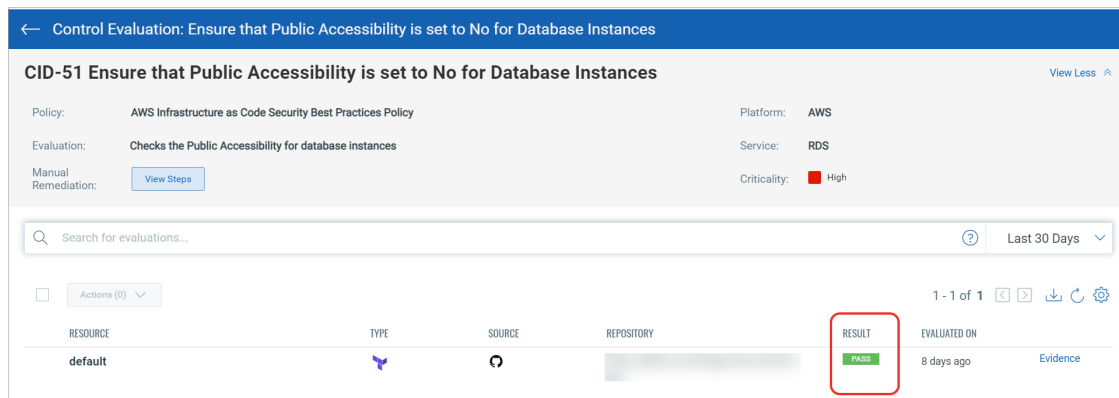 Control Evaluation: Ensure that Public Accessibility is set to No for Database Instances
CID-51 Ensure that Public Accessibility is set to No for Database Instances
View Less
Policy: AWS Infrastructure as Code Security Best Practices Policy
Platform: AWS
Evaluation: Checks the Public Accessibility for database instances
Service: RDS
Manual
Remediation:
View Steps
Criticality: High
Search for evaluations...
?
Last 30 Days
Actions (0)
1 - 1 of 1
RESOURCE TYPE SOURCE REPOSITORY RESULT EVALUATED ON
default PASS 8 days ago Evidence